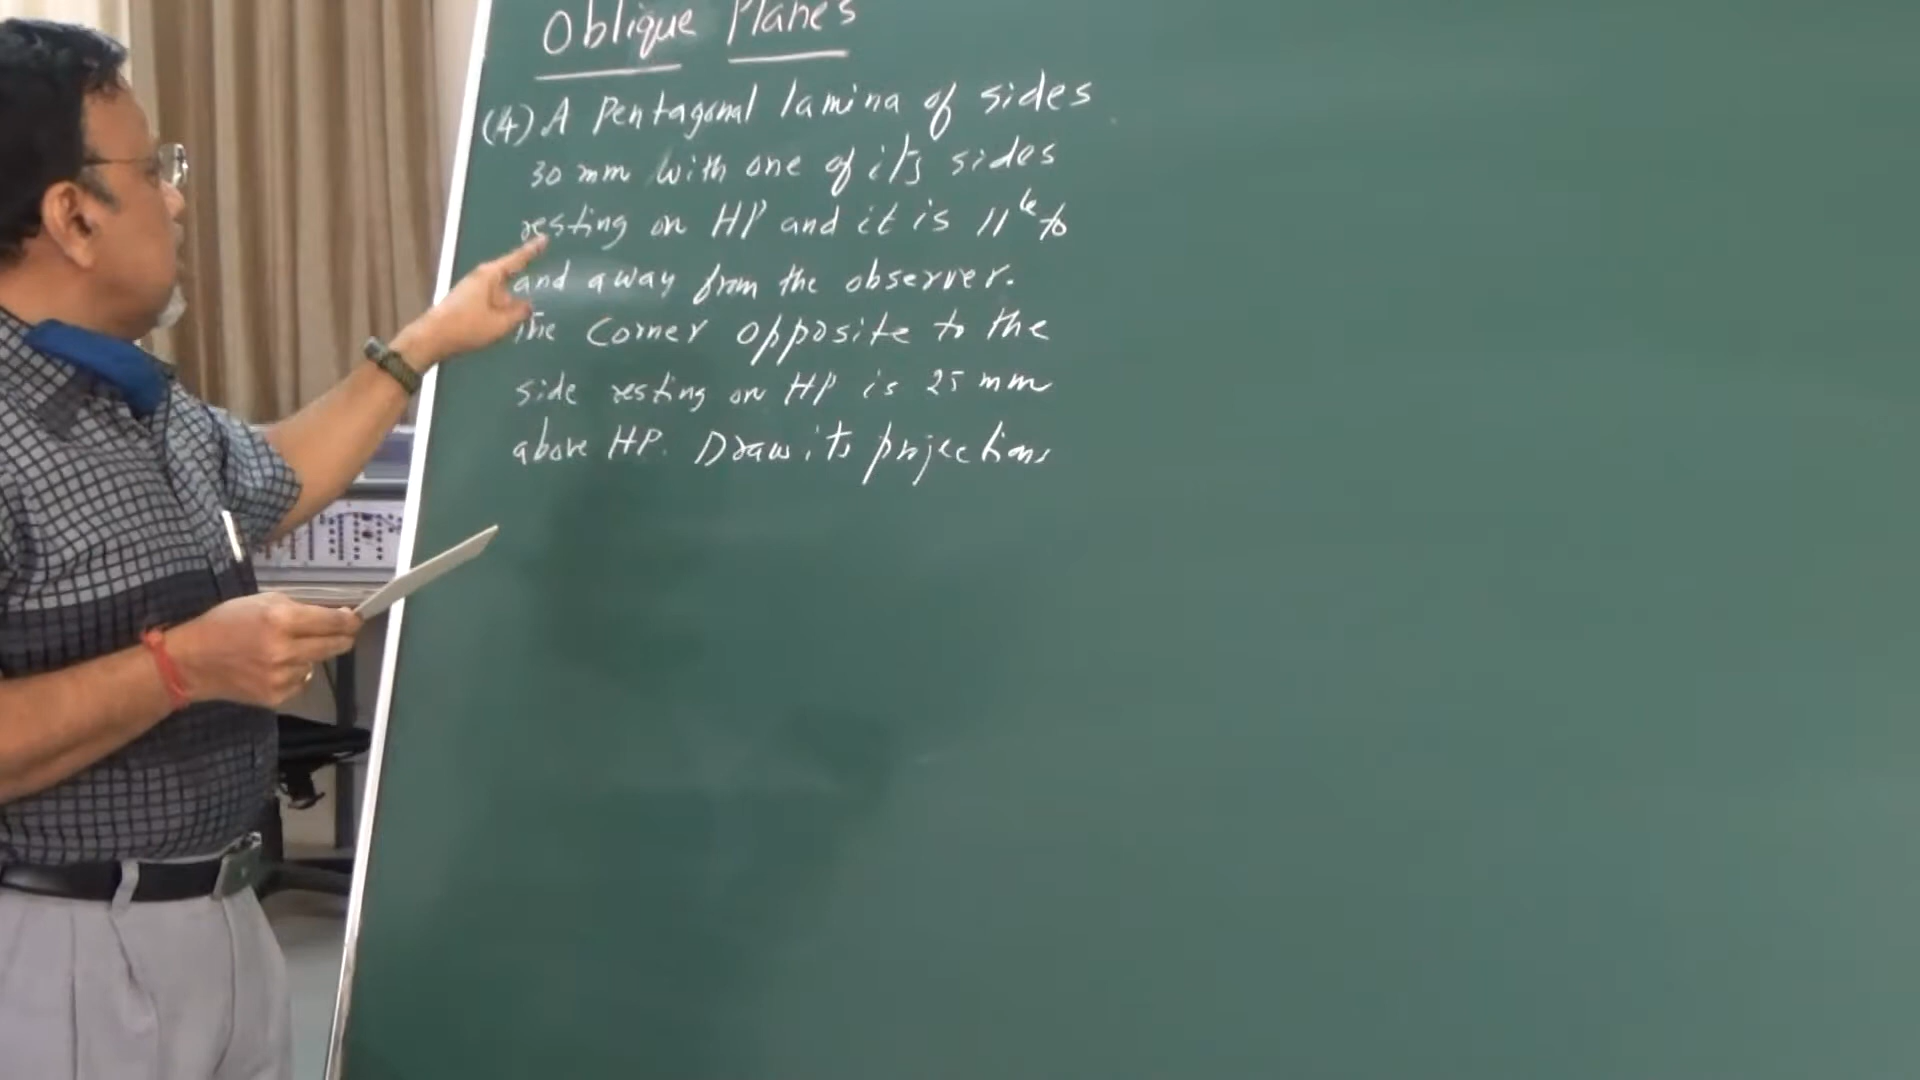 Oblique Planes
(4) A Pentagonal lamina of sides
30 mm with one of its sides
resting on HP and it is 11le to
and away from the observer.
The Corner opposite to the
side resting on HP is 25 mm
above HP. Draw its projections